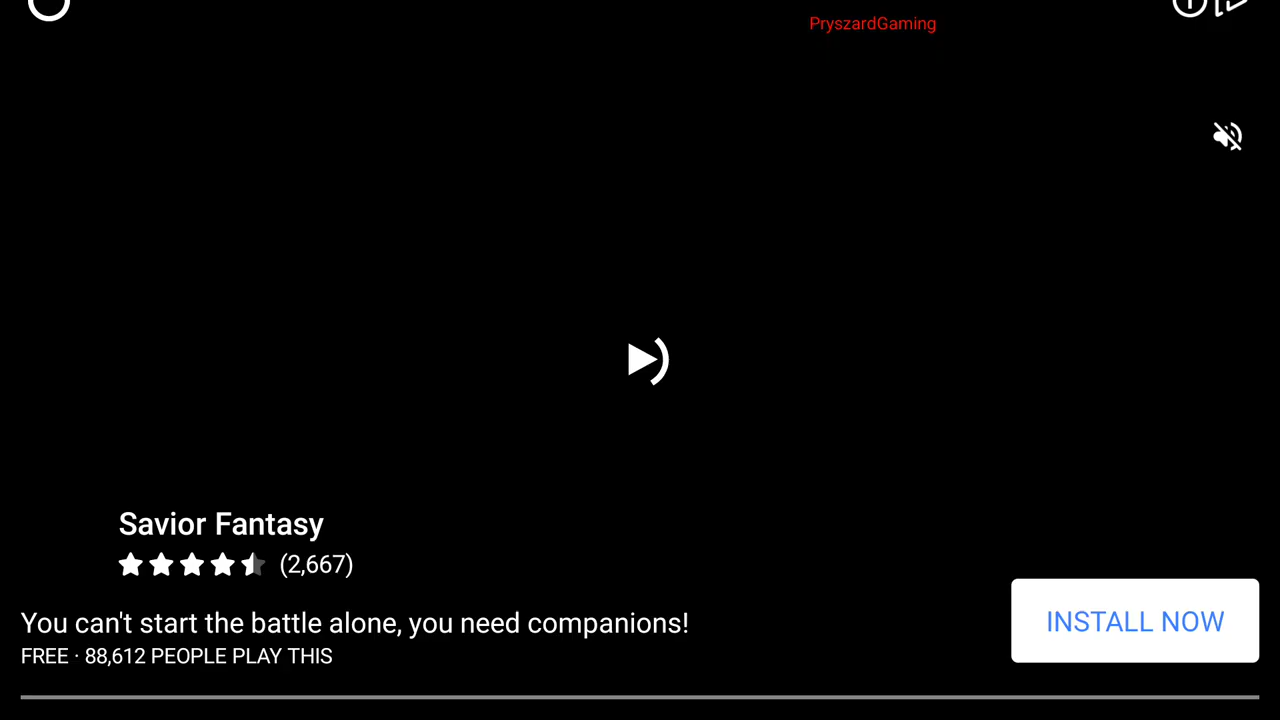 PryszardGaming
Savior Fantasy
(2,667)
You can't start the battle alone, you need companions!
FREE · 88,612 PEOPLE PLAY THIS
INSTALL NOW